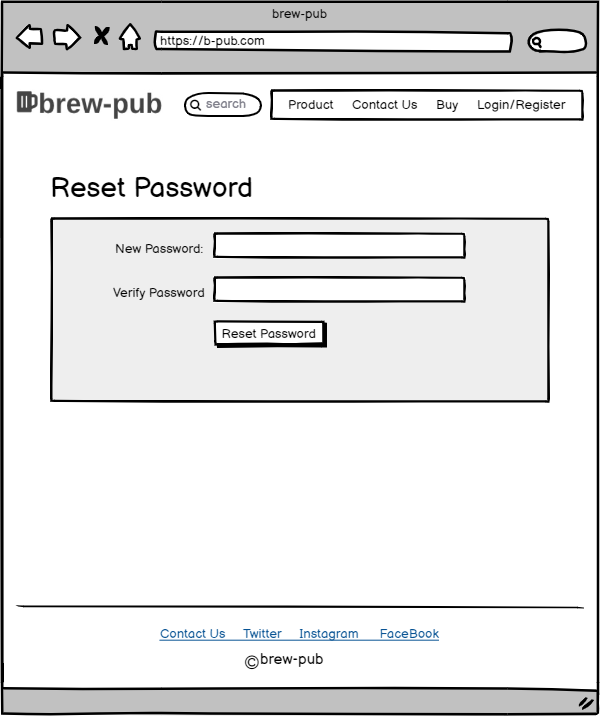 brew-pub
https://b-pub.com
brew-pub search Product Contact Us Buy Login/Register
Reset Password
New Password:
Verify Password
Reset Password
Contact Us Twitter Instagram FaceBook
©brew-pub